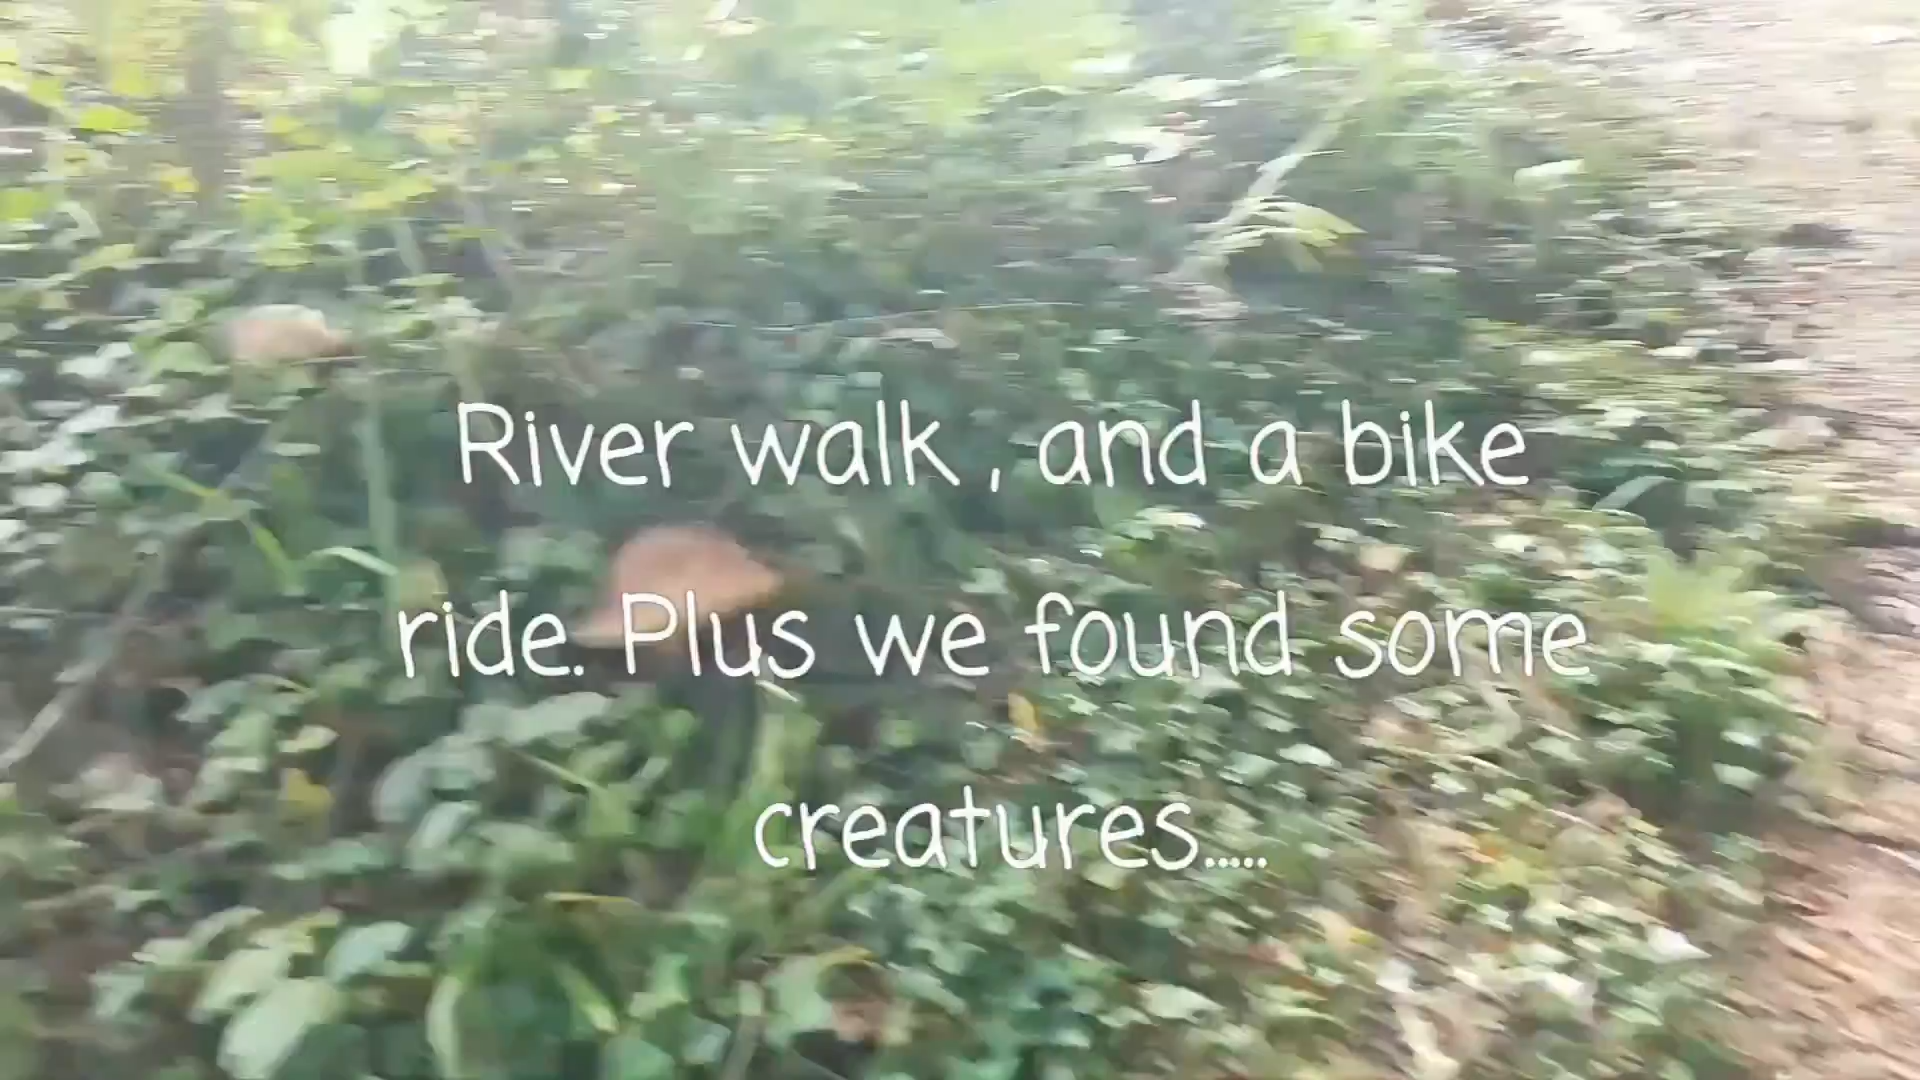 River walk , and a bike
ride. Plus we found some
creatures.....